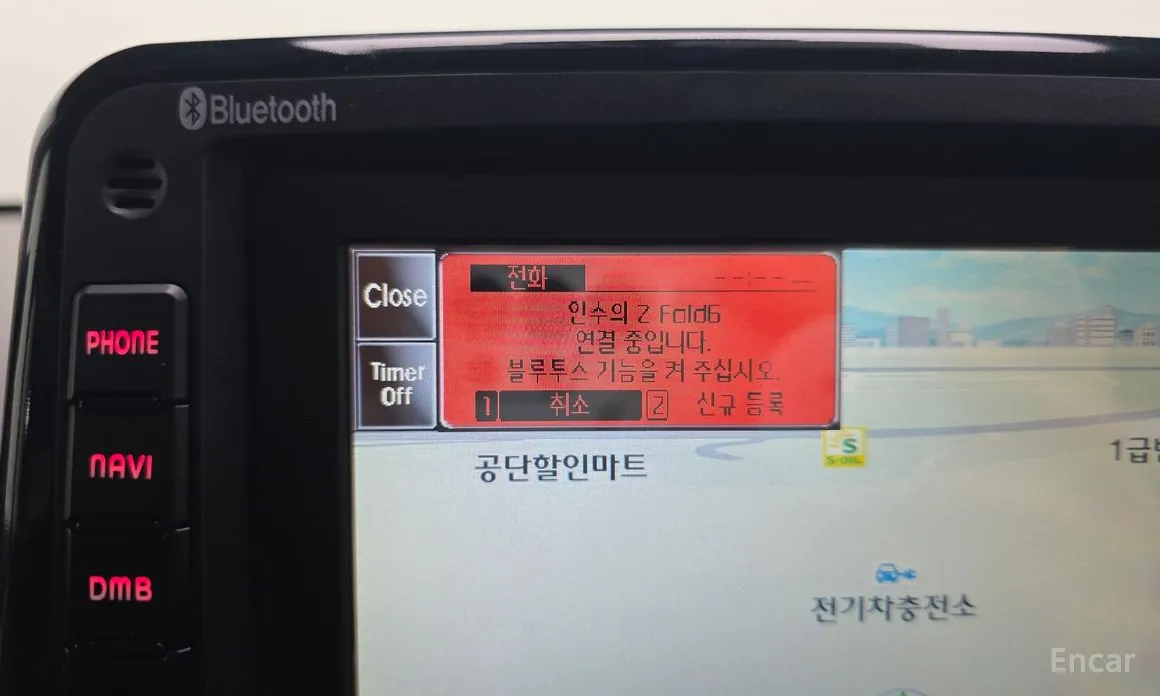 Bluetooth
PHONE
NAVI
DMB
Close
Timer
Off
전화
--:-- --
인수의 Z Fold6
연결 중입니다.
블루투스 기능을 켜 주십시오.
1 취소 2 신규 등록
공단할인마트
S
S-OIL
1급
전기차충전소
Encar